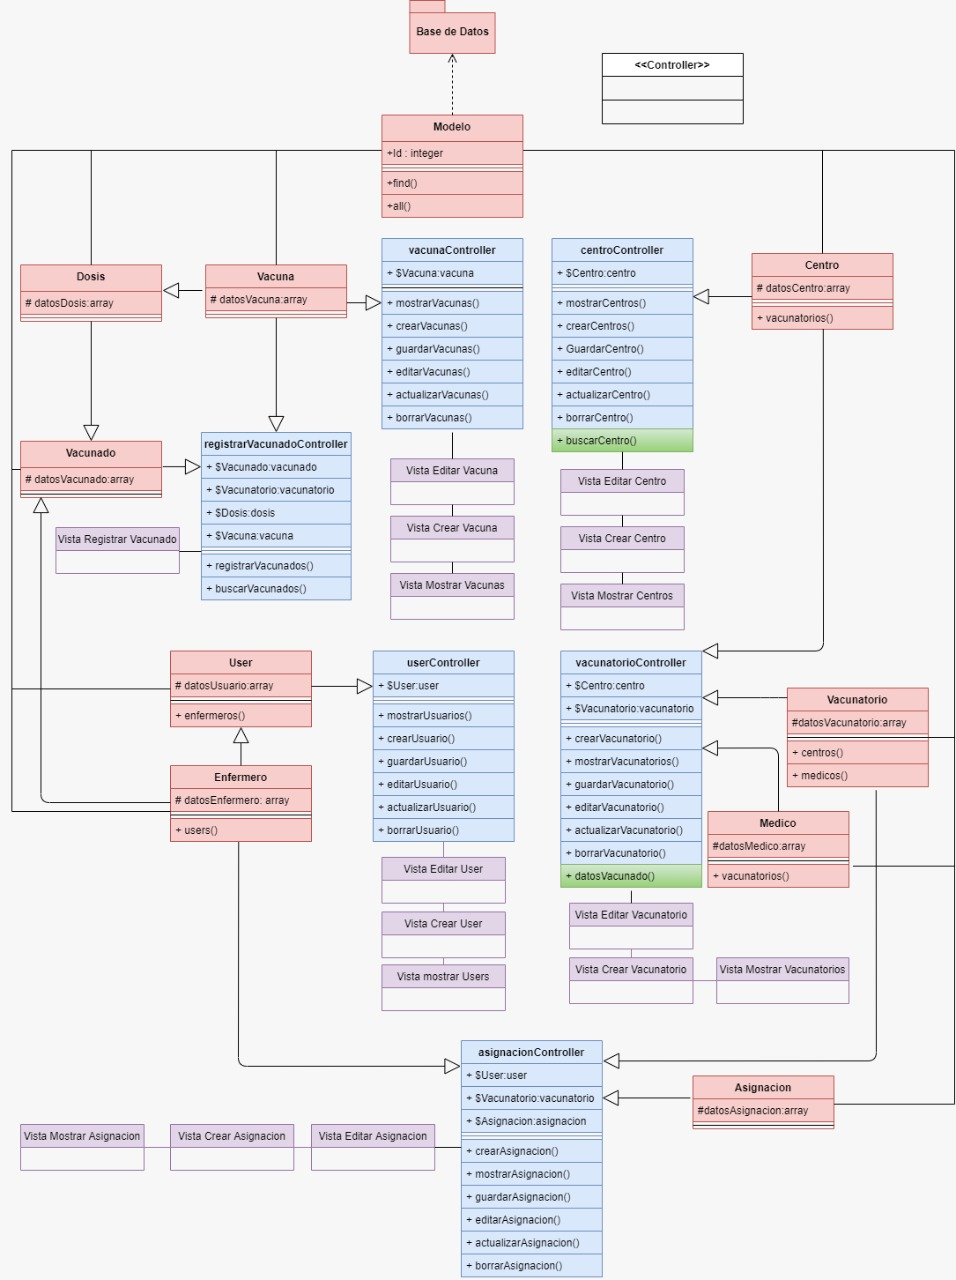 Base de Datos
<<Controller>>
Modelo
+Id : integer
+find()
+all()
vacunaController
+ $Vacuna:vacuna
+ mostrarVacunas()
+ crearVacunas()
+ guardarVacunas()
+ editarVacunas()
+ actualizarVacunas()
+ borrarVacunas()
centroController
+ $Centro:centro
+ mostrarCentros()
+ crearCentros()
+ GuardarCentro()
+ editarCentro()
+ actualizarCentro()
+ borrarCentro()
+ buscarCentro()
Centro
# datosCentro:array
+ vacunatorios()
Dosis
# datosDosis:array
Vacuna
# datosVacuna:array
Vacunado
# datosVacunado:array
registrarVacunadoController
+ $Vacunado:vacunado
+ $Vacunatorio:vacunatorio
+ $Dosis:dosis
+ $Vacuna:vacuna
+ registrarVacunados()
+ buscarVacunados()
Vista Registrar Vacunado
Vista Editar Vacuna
Vista Crear Vacuna
Vista Mostrar Vacunas
Vista Editar Centro
Vista Crear Centro
Vista Mostrar Centros
User
# datosUsuario:array
+ enfermeros()
Enfermero
# datosEnfermero: array
+ users()
userController
+ $User:user
+ mostrarUsuarios()
+ crearUsuario()
+ guardarUsuario()
+ editarUsuario()
+ actualizarUsuario()
+ borrarUsuario()
Vista Editar User
Vista Crear User
Vista mostrar Users
vacunatorioController
+ $Centro:centro
+ $Vacunatorio:vacunatorio
+ crearVacunatorio()
+ mostrarVacunatorios()
+ guardarVacunatorio()
+ editarVacunatorio()
+ actualizarVacunatorio()
+ borrarVacunatorio()
+ datosVacunado()
Vacunatorio
#datosVacunatorio:array
+ centros()
+ medicos()
Medico
#datosMedico:array
+ vacunatorios()
Vista Editar Vacunatorio
Vista Crear Vacunatorio
Vista Mostrar Vacunatorios
asignacionController
+ $User:user
+ $Vacunatorio:vacunatorio
+ $Asignacion:asignacion
+ crearAsignacion()
+ mostrarAsignacion()
+ guardarAsignacion()
+ editarAsignacion()
+ actualizarAsignacion()
+ borrarAsignacion()
Asignacion
#datosAsignacion:array
Vista Mostrar Asignacion
Vista Crear Asignacion
Vista Editar Asignacion